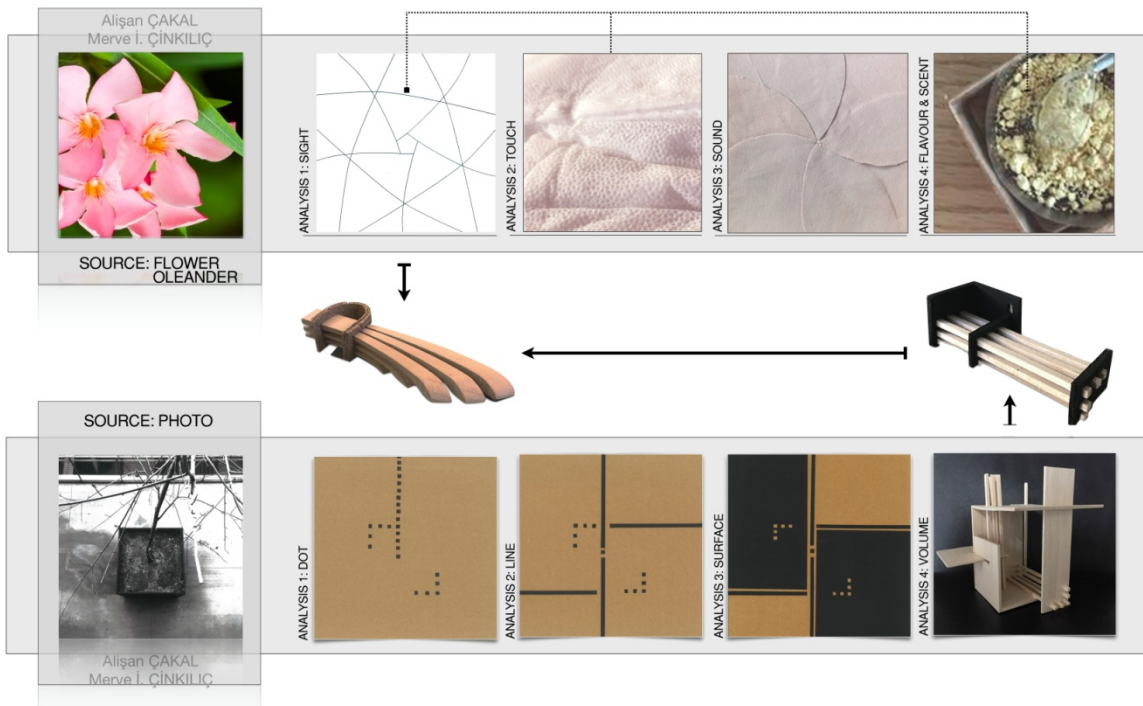 Alişan ÇAKAL
Merve İ. ÇİNKILIÇ
SOURCE: FLOWER
OLEANDER
ANALYSIS 1: SIGHT
ANALYSIS 2: TOUCH
ANALYSIS 3: SOUND
ANALYSIS 4: FLAVOUR & SCENT
SOURCE: PHOTO
ANALYSIS 1: DOT
ANALYSIS 2: LINE
ANALYSIS 3: SURFACE
ANALYSIS 4: VOLUME
Alişan ÇAKAL
Merve İ. ÇİNKILIÇ